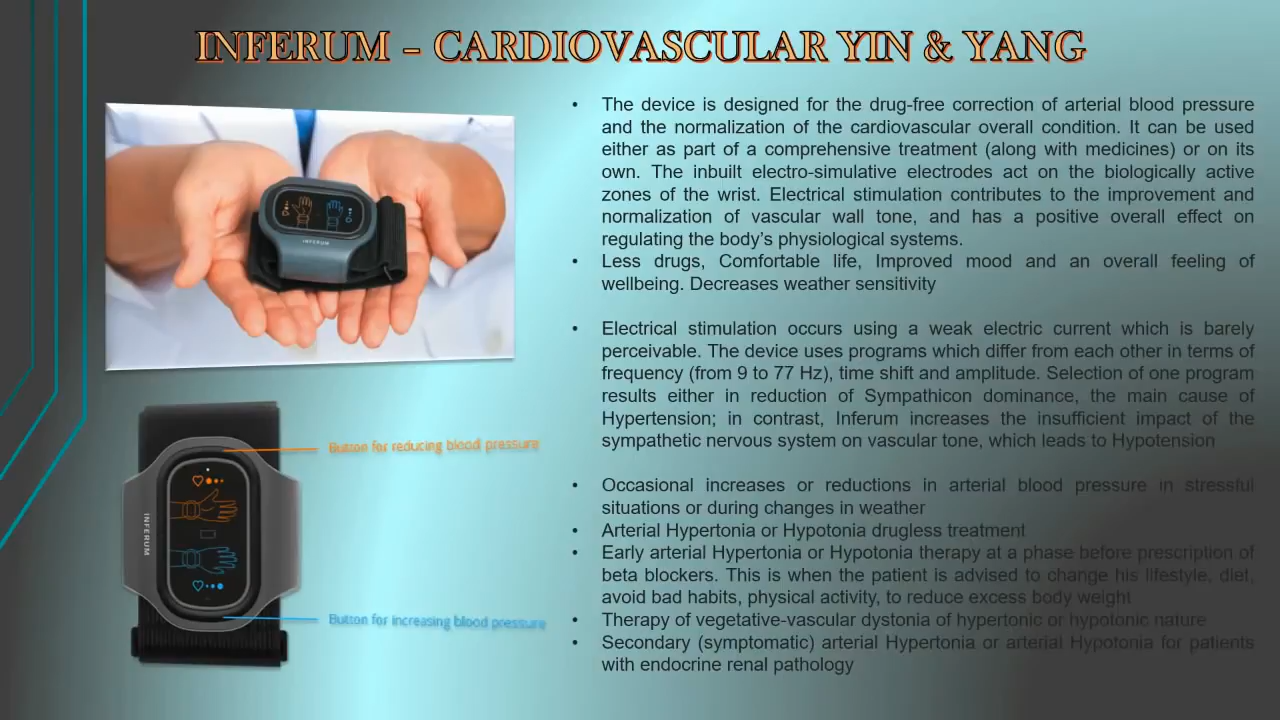 INFERUM – CARDIOVASCULAR YIN & YANG
• The device is designed for the drug-free correction of arterial blood pressure
and the normalization of the cardiovascular overall condition. It can be used
either as part of a comprehensive treatment (along with medicines) or on its
own. The inbuilt electro-simulative electrodes act on the biologically active
zones of the wrist. Electrical stimulation contributes to the improvement and
normalization of vascular wall tone, and has a positive overall effect on
regulating the body's physiological systems.
• Less drugs, Comfortable life, Improved mood and an overall feeling of
wellbeing. Decreases weather sensitivity
• Electrical stimulation occurs using a weak electric current which is barely
perceivable. The device uses programs which differ from each other in terms of
frequency (from 9 to 77 Hz), time shift and amplitude. Selection of one program
results either in reduction of Sympathicon dominance, the main cause of
Hypertension; in contrast, Inferum increases the insufficient impact of the
sympathetic nervous system on vascular tone, which leads to Hypotension
• Occasional increases or reductions in arterial blood pressure in stressful
situations or during changes in weather
• Arterial Hypertonia or Hypotonia drugless treatment
• Early arterial Hypertonia or Hypotonia therapy at a phase before prescription of
beta blockers. This is when the patient is advised to change his lifestyle, diet,
avoid bad habits, physical activity, to reduce excess body weight
• Therapy of vegetative-vascular dystonia of hypertonic or hypotonic nature
• Secondary (symptomatic) arterial Hypertonia or arterial Hypotonia for patients
with endocrine renal pathology
INFERUM
Button for reducing blood pressure
INFERUM
Button for increasing blood pressure